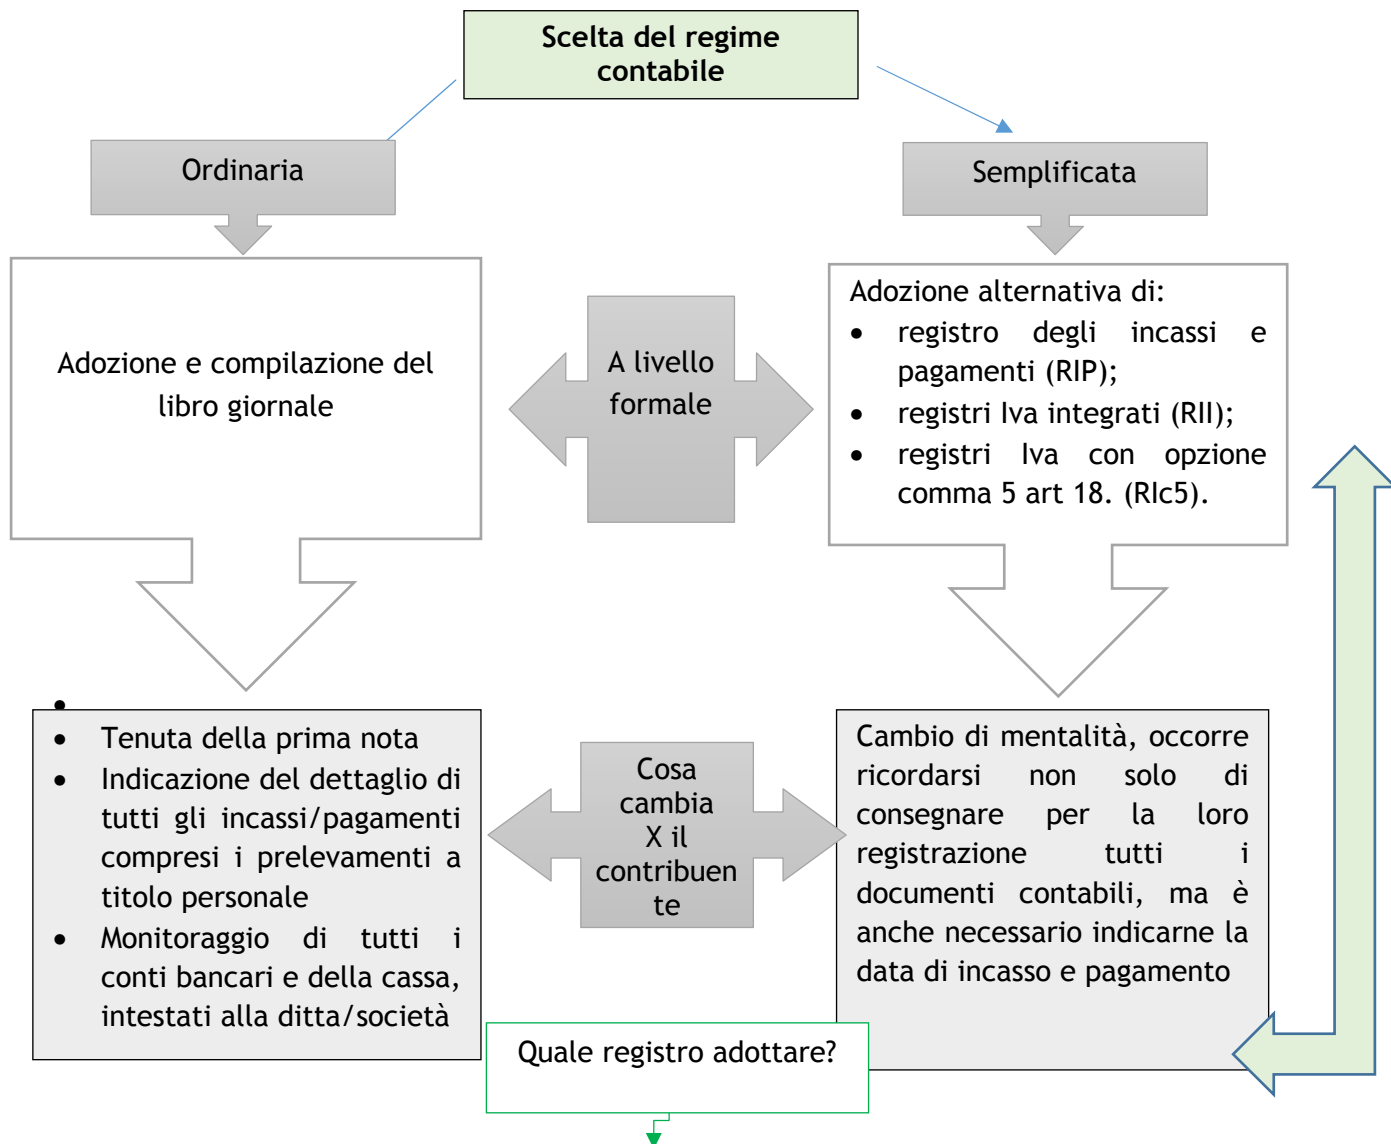 Scelta del regime
contabile
Ordinaria
Semplificata
Adozione e compilazione del
libro giornale
A livello
formale
Adozione alternativa di:
• registro degli incassi e
pagamenti (RIP);
• registri Iva integrati (RII);
• registri Iva con opzione
comma 5 art 18. (RIc5).
•
• Tenuta della prima nota
• Indicazione del dettaglio di
tutti gli incassi/pagamenti
compresi i prelevamenti a
titolo personale
• Monitoraggio di tutti i
conti bancari e della cassa,
intestati alla ditta/società
Cosa
cambia
X il
contribuen
te
Cambio di mentalità, occorre
ricordarsi non solo di
consegnare per la loro
registrazione tutti i
documenti contabili, ma è
anche necessario indicarne la
data di incasso e pagamento
Quale registro adottare?